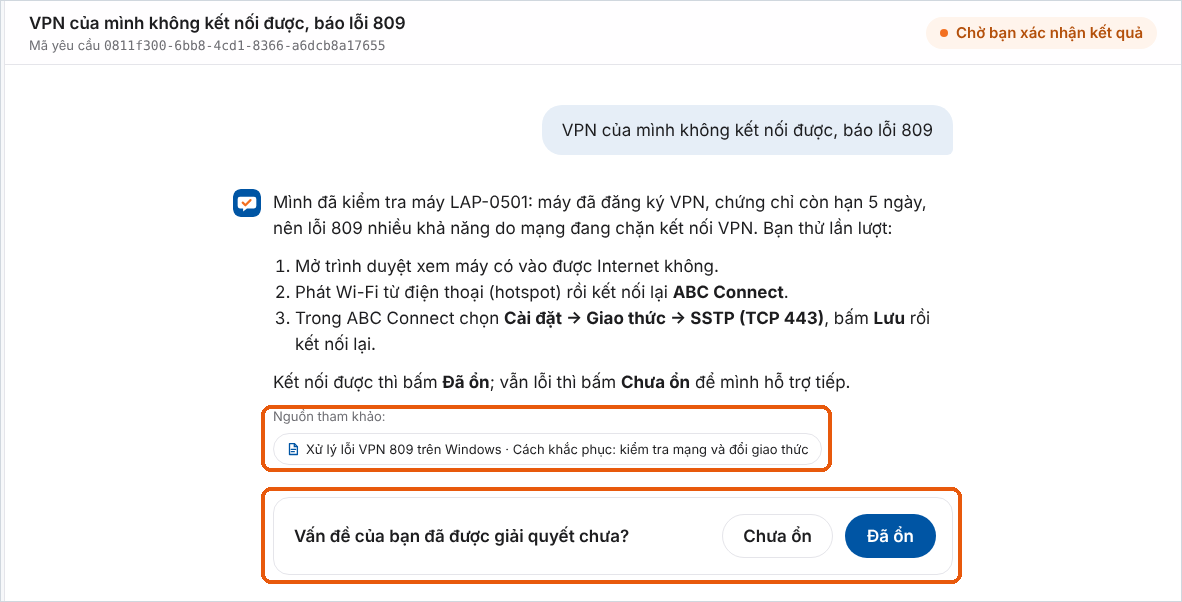 VPN của mình không kết nối được, báo lỗi 809
Mã yêu cầu 0811f300-6bb8-4cd1-8366-a6dcb8a17655
Chờ bạn xác nhận kết quả
VPN của mình không kết nối được, báo lỗi 809
Mình đã kiểm tra máy LAP-0501: máy đã đăng ký VPN, chứng chỉ còn hạn 5 ngày,
nên lỗi 809 nhiều khả năng do mạng đang chặn kết nối VPN. Bạn thử lần lượt:
1. Mở trình duyệt xem máy có vào được Internet không.
2. Phát Wi-Fi từ điện thoại (hotspot) rồi kết nối lại ABC Connect.
3. Trong ABC Connect chọn Cài đặt → Giao thức → SSTP (TCP 443), bấm Lưu rồi
kết nối lại.
Kết nối được thì bấm Đã ổn; vẫn lỗi thì bấm Chưa ổn để mình hỗ trợ tiếp.
Nguồn tham khảo:
Xử lý lỗi VPN 809 trên Windows · Cách khắc phục: kiểm tra mạng và đổi giao thức
Vấn đề của bạn đã được giải quyết chưa?
Chưa ổn
Đã ổn